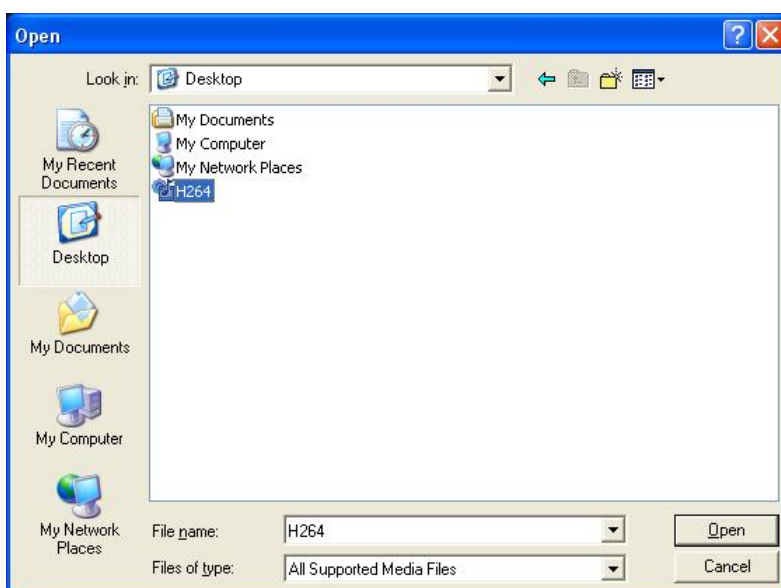 Open
Look in:
Desktop
My Documents
My Computer
My Network Places
H264
My Recent
Documents
Desktop
My Documents
My Computer
My Network
Places
File name:
H264
Open
Files of type:
All Supported Media Files
Cancel